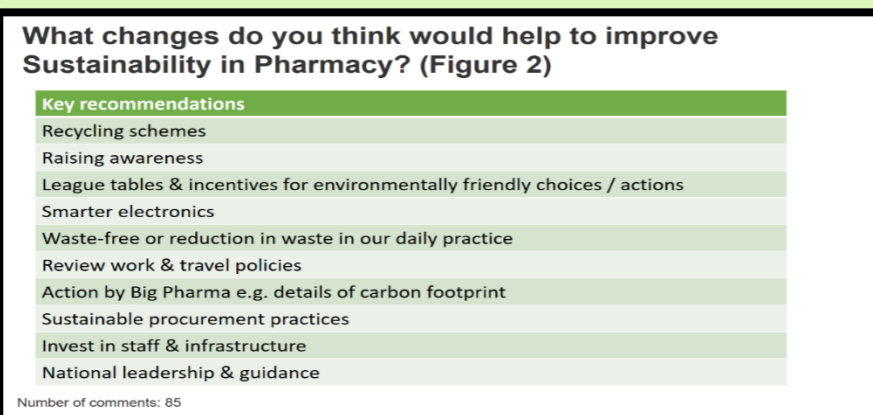 What changes do you think would help to improve
Sustainability in Pharmacy? (Figure 2)
Key recommendations
Recycling schemes
Raising awareness
League tables & incentives for environmentally friendly choices / actions
Smarter electronics
Waste-free or reduction in waste in our daily practice
Review work & travel policies
Action by Big Pharma e.g. details of carbon footprint
Sustainable procurement practices
Invest in staff & infrastructure
National leadership & guidance
Number of comments: 85